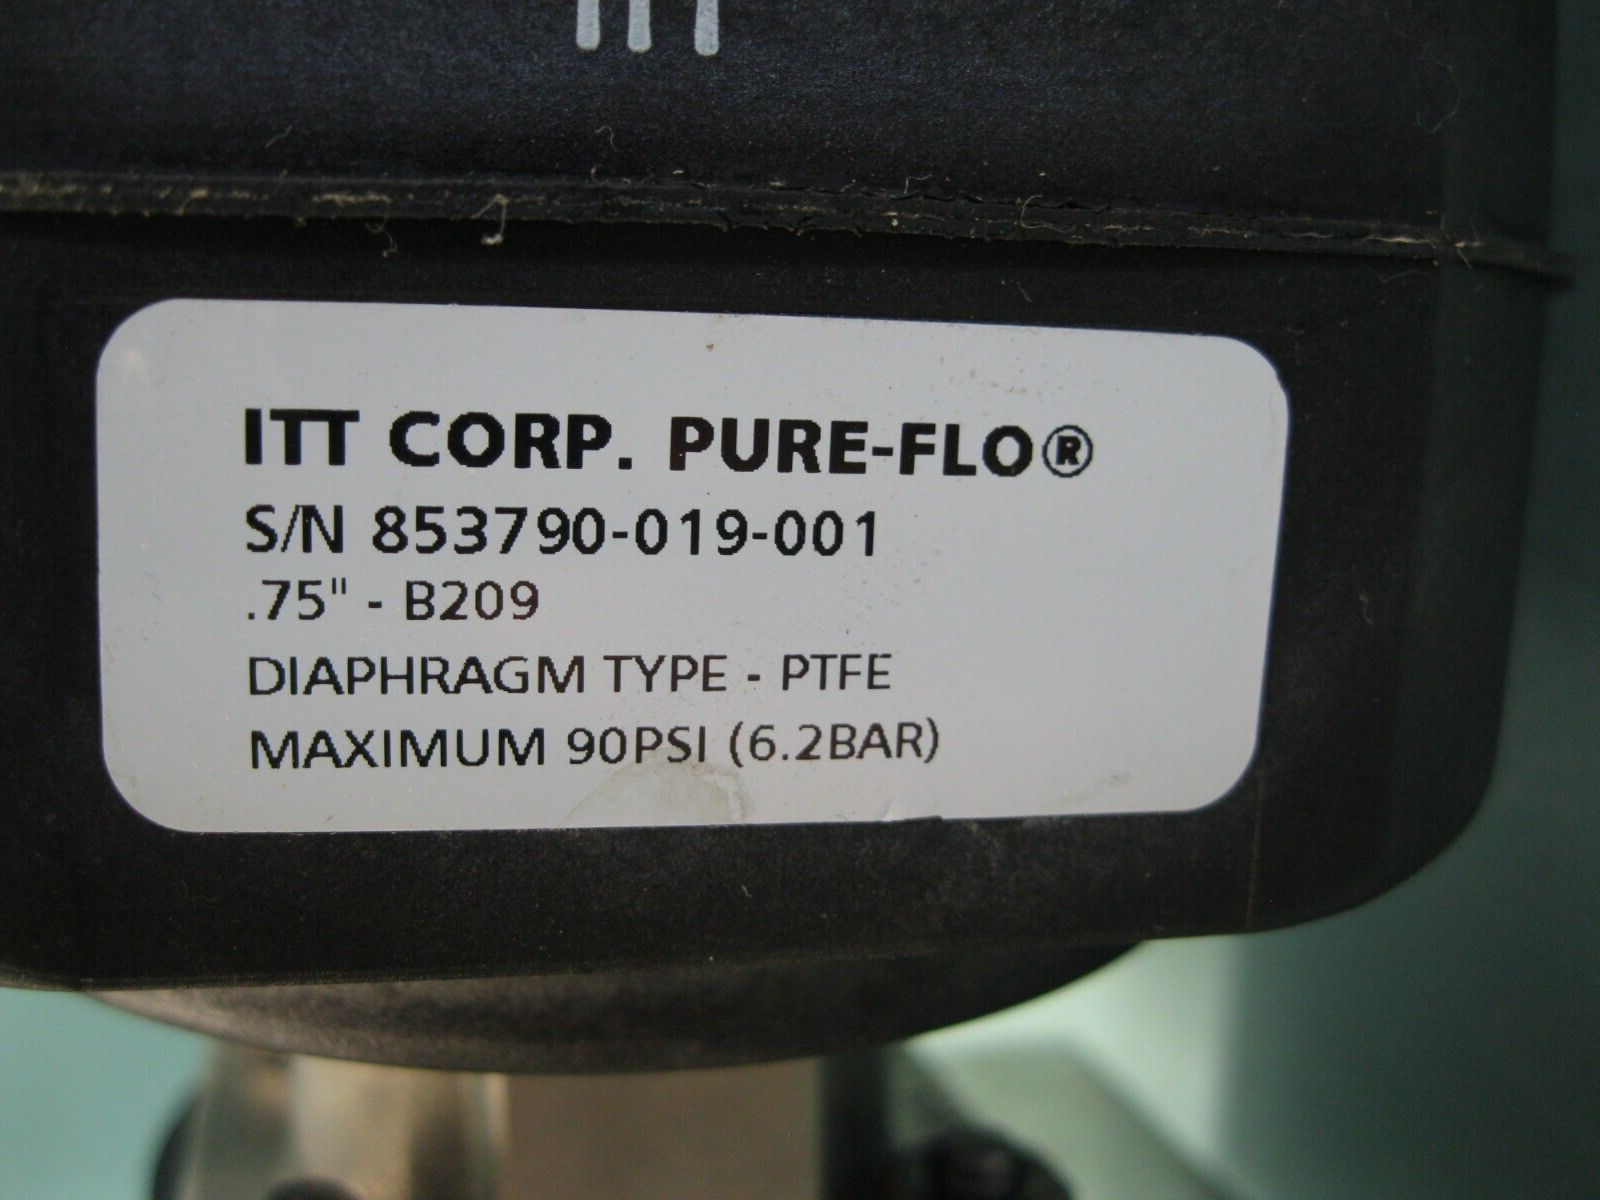 ITT CORP. PURE-FLO®
S/N 853790-019-001
.75" - B209
DIAPHRAGM TYPE - PTFE
MAXIMUM 90PSI (6.2BAR)